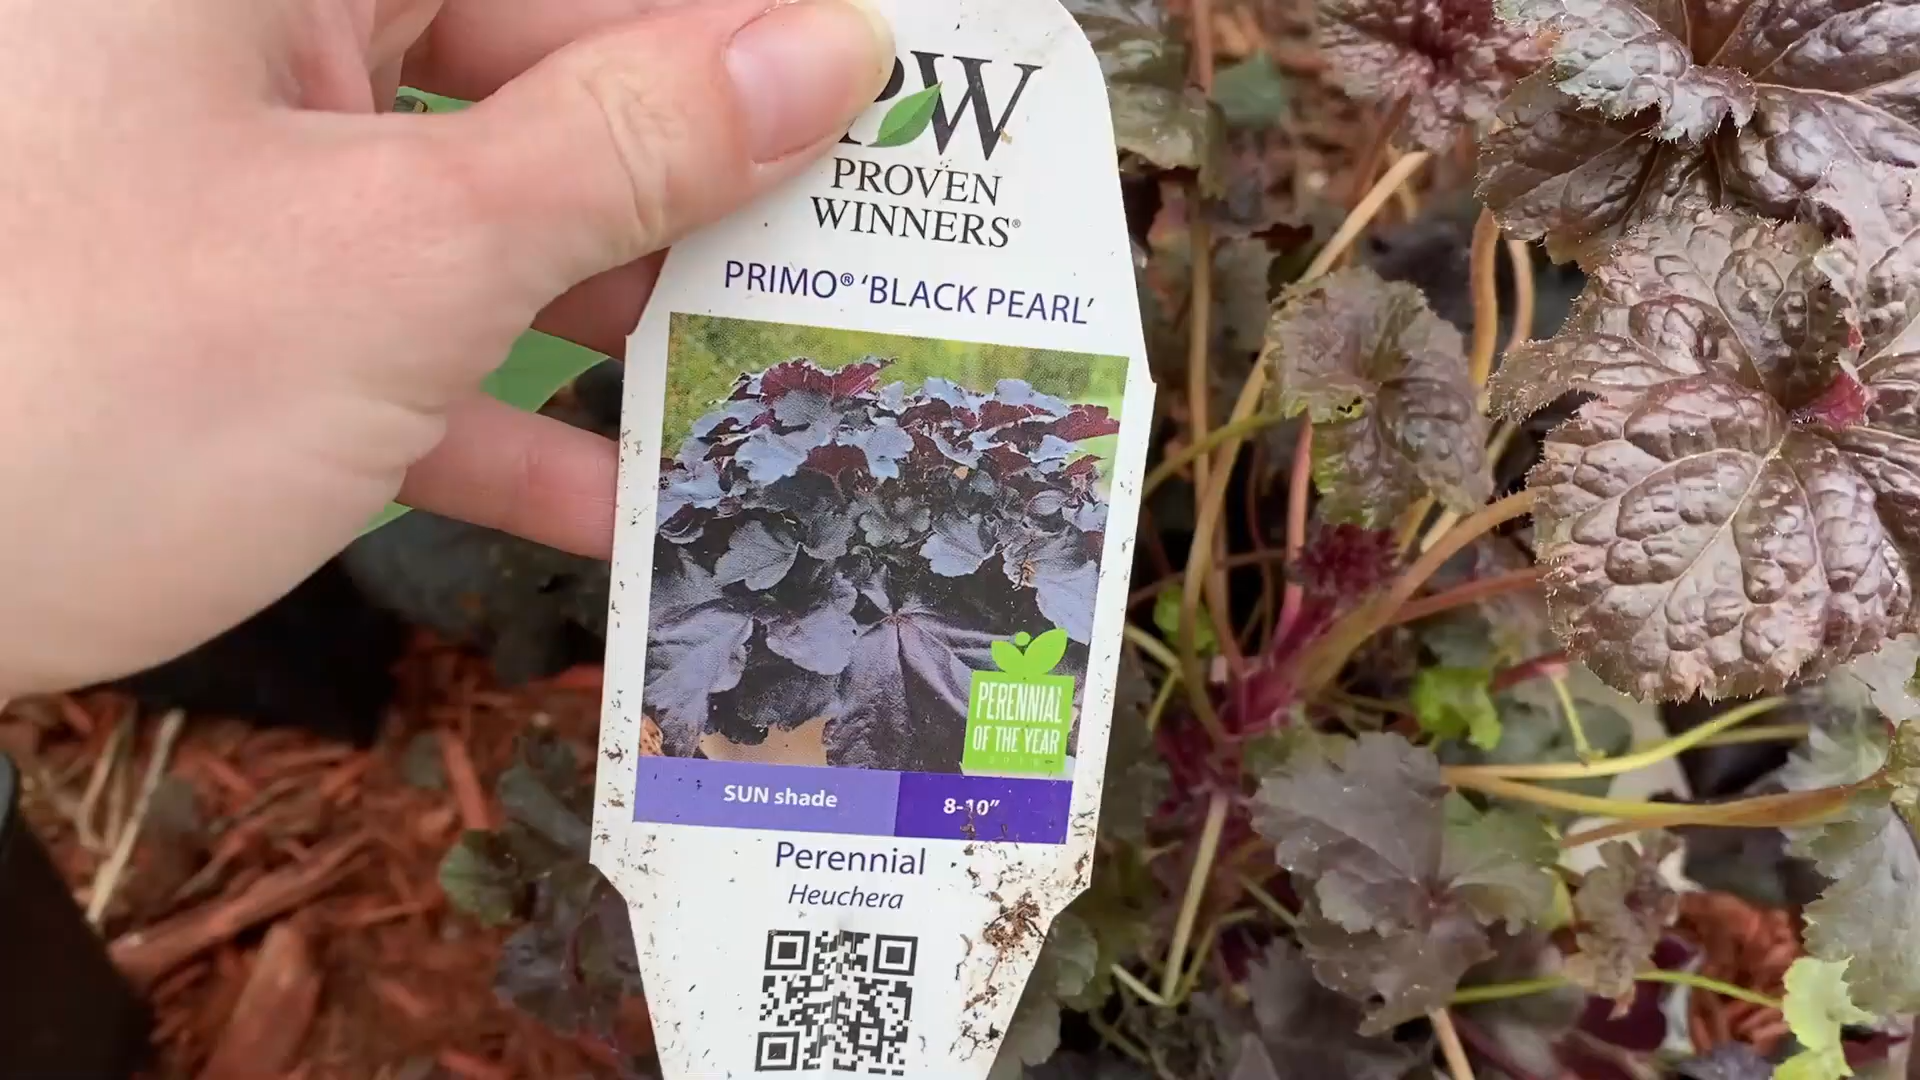 PW
PROVEN
WINNERS®
PRIMO® ‘BLACK PEARL’
PERENNIAL
OF THE YEAR
SUN shade
8-10”
Perennial
Heuchera